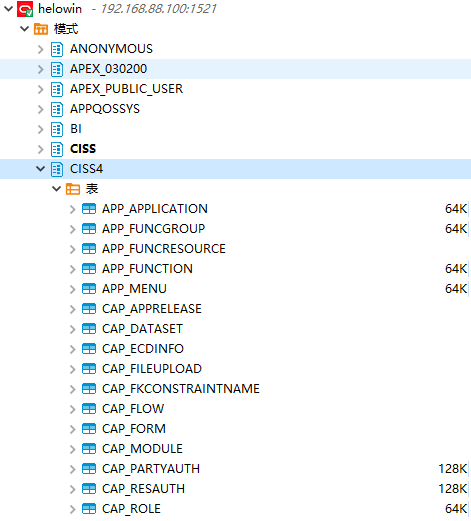 helowin - 192.168.88.100:1521
模式
ANONYMOUS
APEX_030200
APEX_PUBLIC_USER
APPQOSSYS
BI
CISS
CISS4
表
APP_APPLICATION 64K
APP_FUNCGROUP 64K
APP_FUNCRESOURCE
APP_FUNCTION 64K
APP_MENU 64K
CAP_APPRELEASE
CAP_DATASET
CAP_ECDINFO
CAP_FILEUPLOAD
CAP_FKCONSTRAINTNAME
CAP_FLOW
CAP_FORM
CAP_MODULE
CAP_PARTYAUTH 128K
CAP_RESAUTH 128K
CAP_ROLE 64K